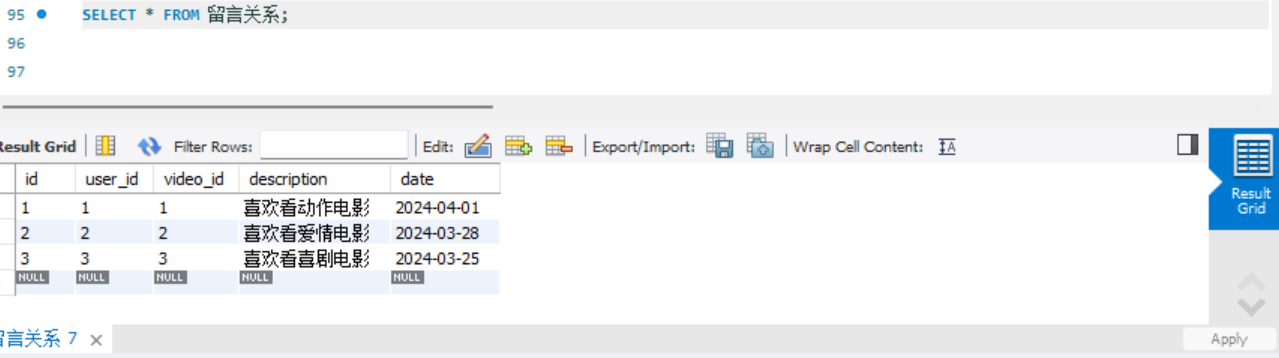 95 SELECT * FROM 留言关系;
96
97
Result Grid Filter Rows: Edit: Export/Import: Wrap Cell Content:
id user_id video_id description date
1 1 1 喜欢看动作电影 2024-04-01
2 2 2 喜欢看爱情电影 2024-03-28
3 3 3 喜欢看喜剧电影 2024-03-25
NULL NULL NULL NULL NULL
Result
Grid
留言关系 7 ×
Apply